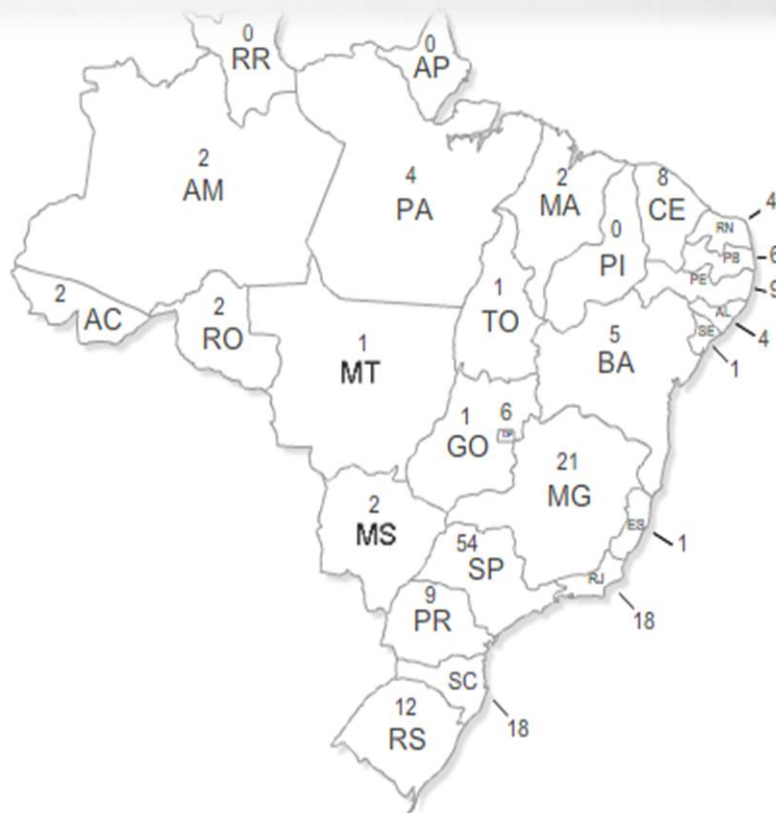 0
RR
0
AP
2
AM
4
PA
2
MA
8
CE
0
PI
RN
4
PB
6
PE
9
AL
4
SE
1
2
AC
2
RO
1
MT
1
TO
5
BA
1
GO
6
DF
21
MG
2
MS
ES
1
54
SP
RJ
18
9
PR
SC
18
12
RS